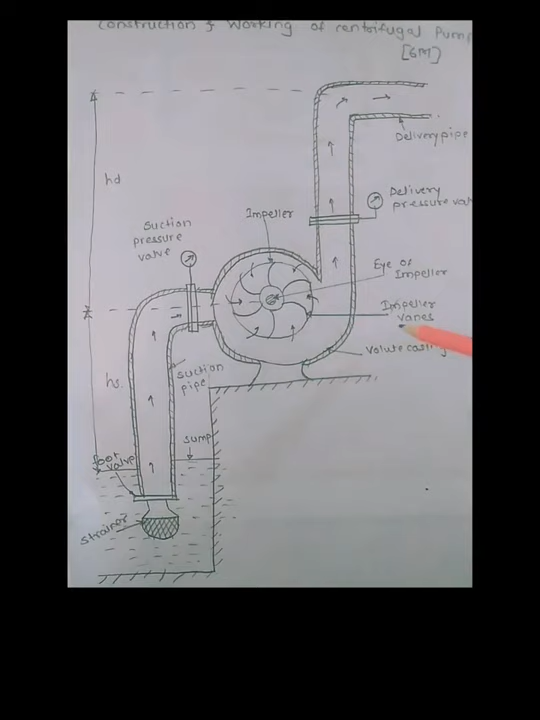 Construction & Working of centrifugal Pump
[6M]
Delivery pipe
hd
Delivery
pressure valv
Suction
pressure
valve
Impeller
Eye of
Impeller
Impeller
vanes
Volute casing
hs.
Suction
pipe
sump
foot
valve
Strainer